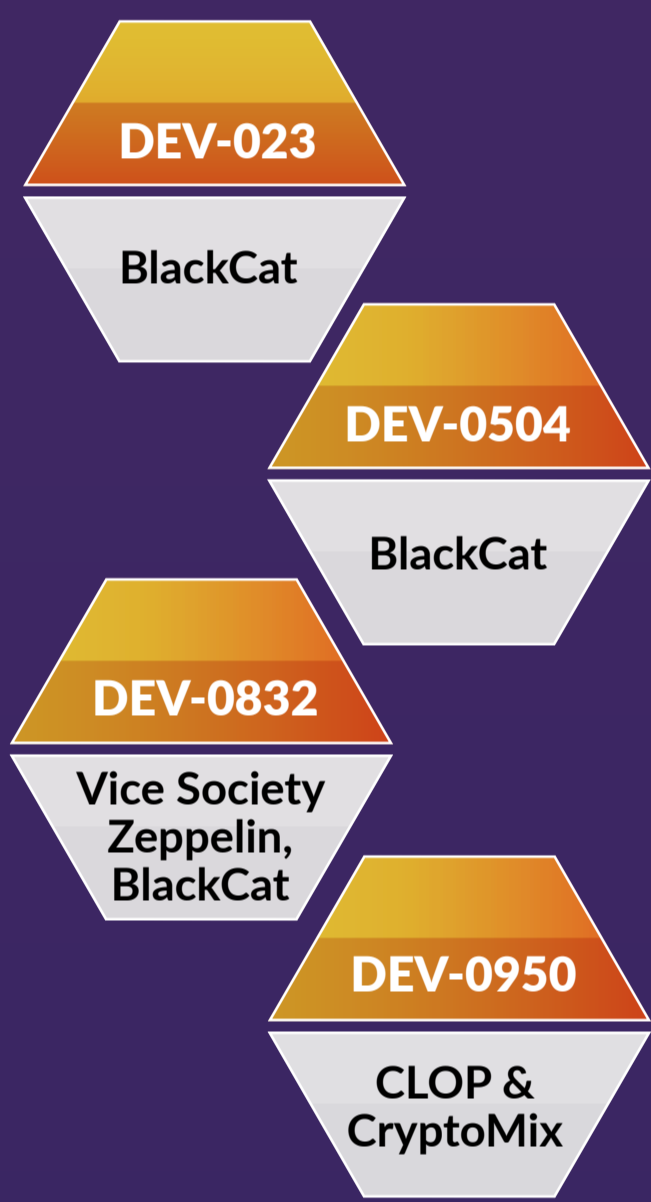 DEV-023
BlackCat
DEV-0504
BlackCat
DEV-0832
Vice Society
Zeppelin,
BlackCat
DEV-0950
CLOP &
CryptoMix